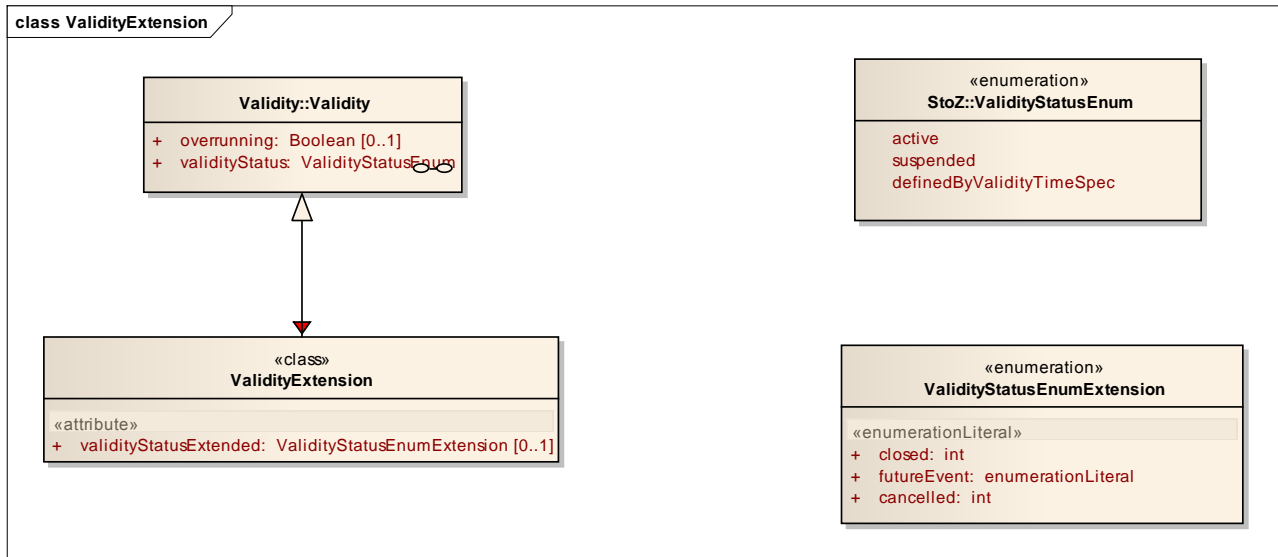 class ValidityExtension
Validity::Validity
+ overrunning: Boolean [0..1]
+ validityStatus: ValidityStatusEnum
«enumeration»
StoZ::ValidityStatusEnum
active
suspended
definedByValidityTimeSpec
«class»
ValidityExtension
«attribute»
+ validityStatusExtended: ValidityStatusEnumExtension [0..1]
«enumeration»
ValidityStatusEnumExtension
«enumerationLiteral»
+ closed: int
+ futureEvent: enumerationLiteral
+ cancelled: int